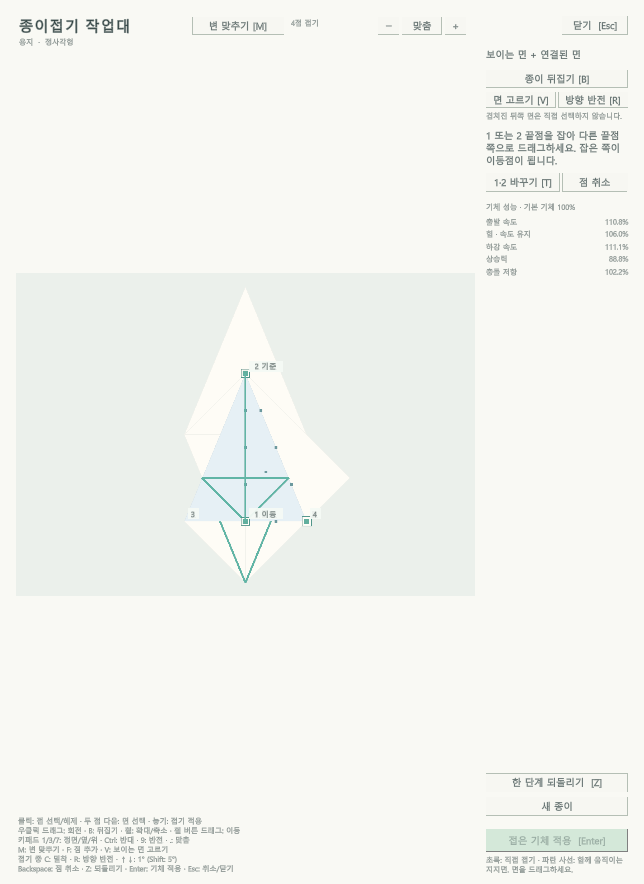 종이접기 작업대
용지 · 정사각형
변 맞추기 [M]
4점 접기
−
맞춤
+
닫기 [Esc]
보이는 면 + 연결된 면
종이 뒤집기 [B]
면 고르기 [V]
방향 반전 [R]
겹쳐진 뒤쪽 면은 직접 선택하지 않습니다.
1 또는 2 끝점을 잡아 다른 끝점
쪽으로 드래그하세요. 잡은 쪽이
이동점이 됩니다.
1·2 바꾸기 [T]
점 취소
기체 성능 · 기본 기체 100%
종말 속도 110.8%
힘 · 속도 유지 106.0%
하강 속도 111.1%
상승력 88.8%
충돌 저항 102.2%
2 기준
3
1 이동
4
한 단계 되돌리기 [Z]
새 종이
접은 기체 적용 [Enter]
초록: 직접 접기 · 파란 사선: 함께 움직이는
지지면. 면을 돌려 확인하세요.
클릭: 점 선택/해제 · 두 점 다음: 면 선택 · 놓기: 접기 적용
우클릭 드래그: 회전 · B: 뒤집기 · 휠: 확대/축소 · 휠 버튼 드래그: 이동
키패드 1/3/7: 정면/옆/위 · Ctrl: 반대 · 9: 반전 · .: 맞춤
M: 변 맞추기 · F: 점 추가 · V: 보이는 면 고르기
접기 중 C: 밀착 · R: 방향 반전 · ↑ ↓: 1° (Shift: 5°)
Backspace: 점 취소 · Z: 되돌리기 · Enter: 기체 적용 · Esc: 취소/닫기